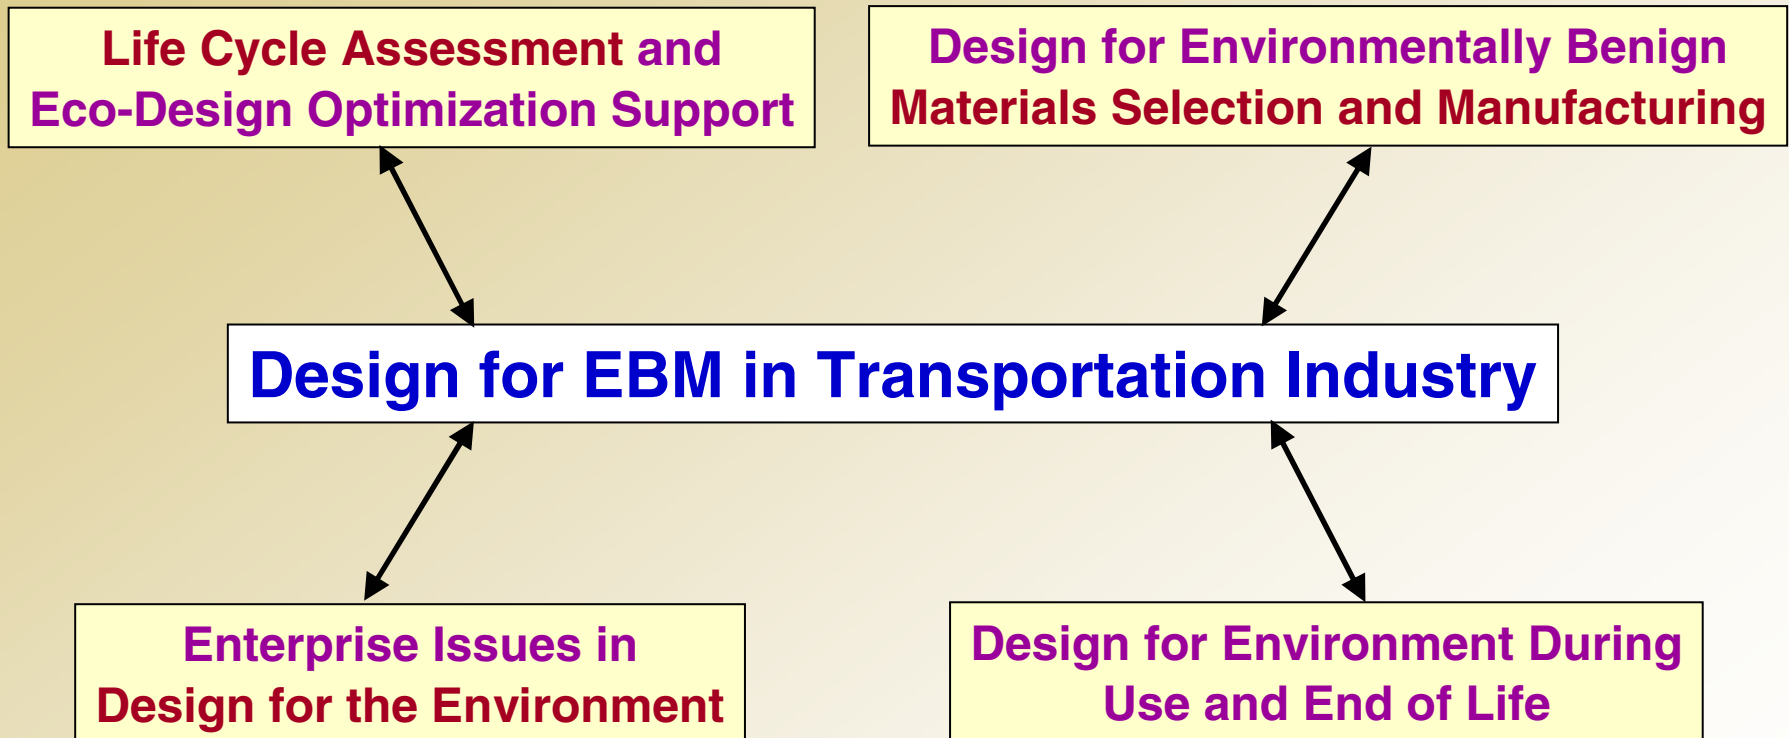 Life Cycle Assessment and
Eco-Design Optimization Support
Design for Environmentally Benign
Materials Selection and Manufacturing
Design for EBM in Transportation Industry
Enterprise Issues in
Design for the Environment
Design for Environment During
Use and End of Life